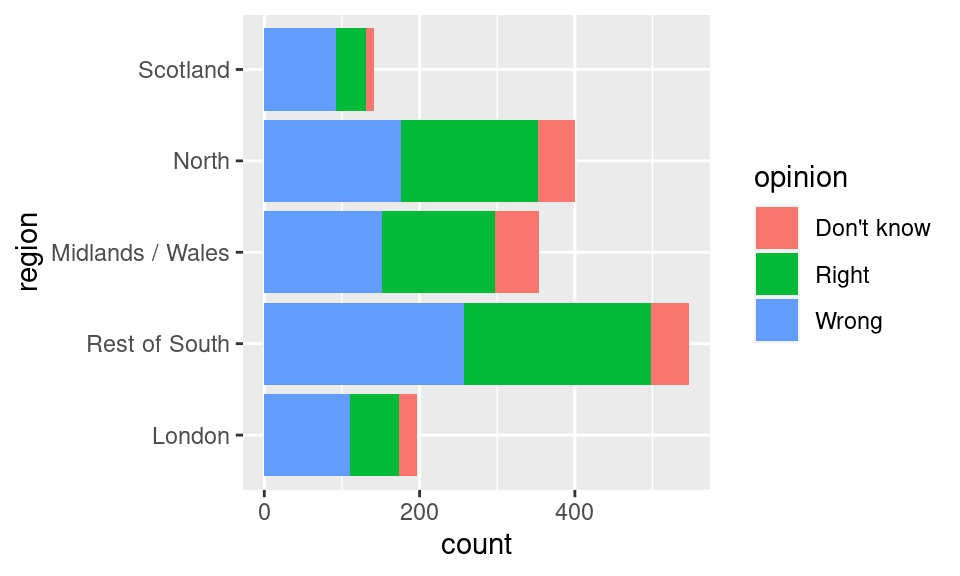 region
Scotland
North
Midlands / Wales
Rest of South
London
0 200 400
count
opinion
Don't know
Right
Wrong